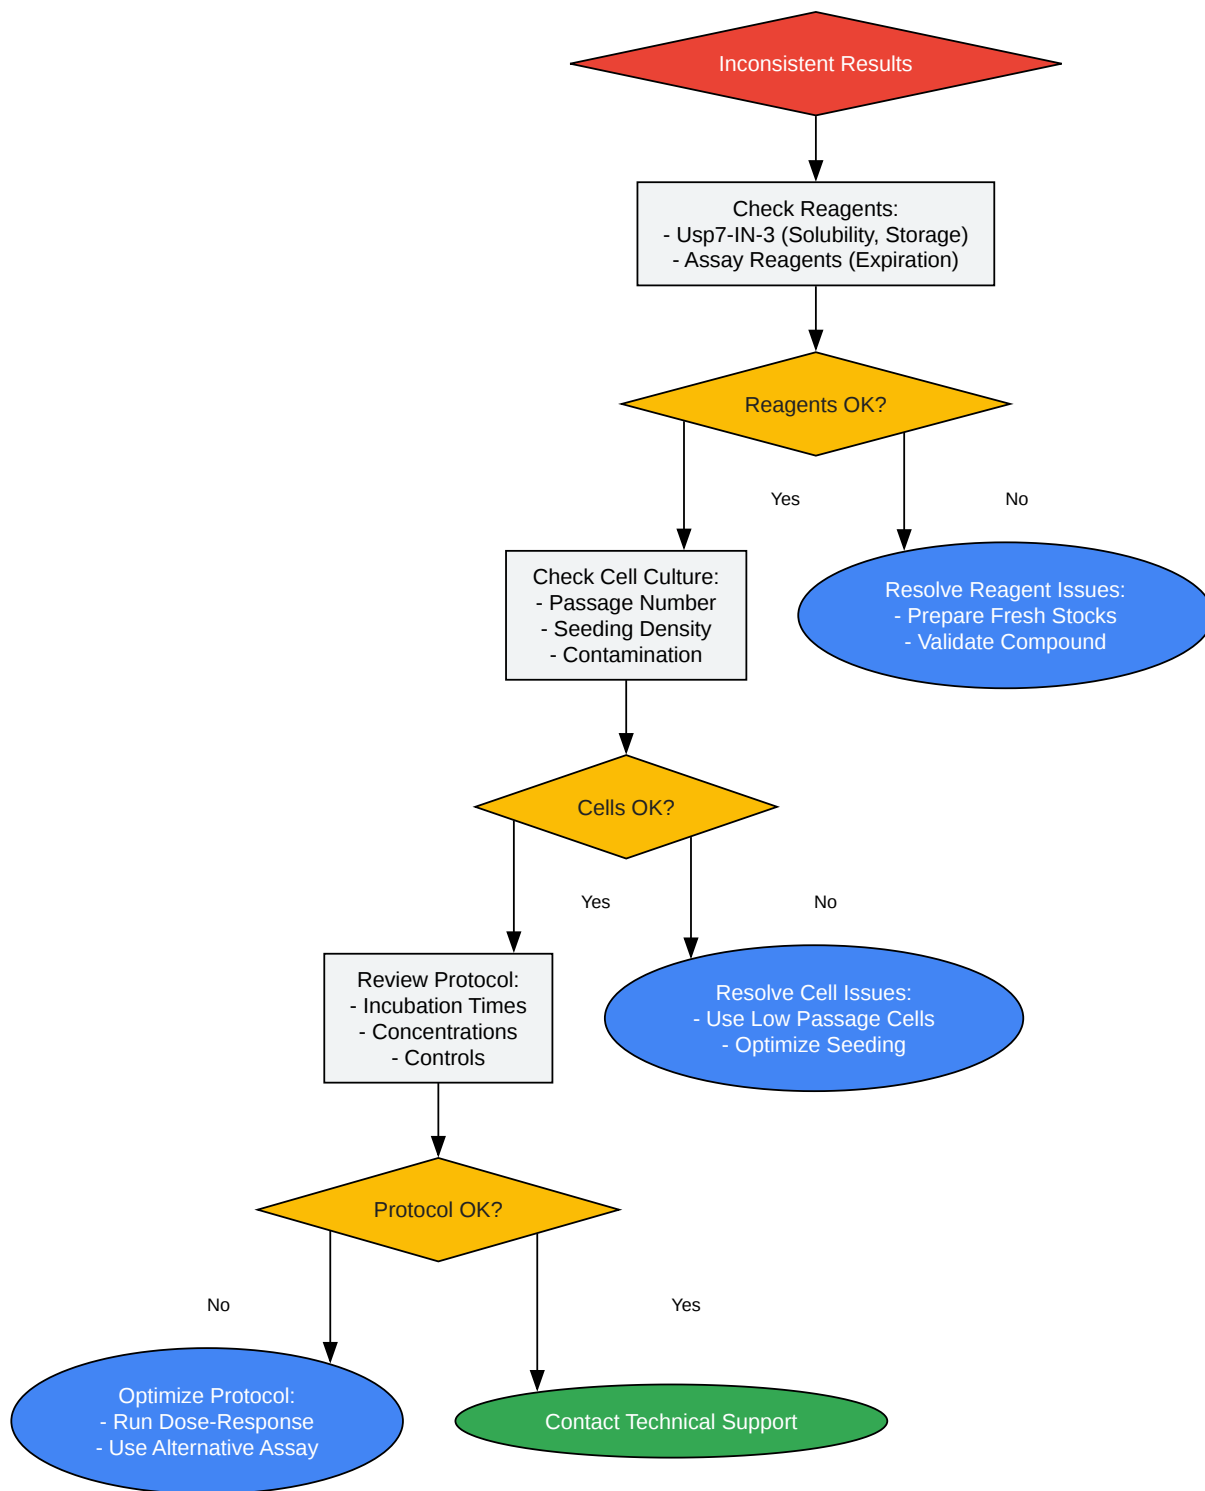 Inconsistent Results
Check Reagents:
- Usp7-IN-3 (Solubility, Storage)
- Assay Reagents (Expiration)
Reagents OK?
Yes
No
Check Cell Culture:
- Passage Number
- Seeding Density
- Contamination
Resolve Reagent Issues:
- Prepare Fresh Stocks
- Validate Compound
Cells OK?
Yes
No
Review Protocol:
- Incubation Times
- Concentrations
- Controls
Resolve Cell Issues:
- Use Low Passage Cells
- Optimize Seeding
Protocol OK?
No
Yes
Optimize Protocol:
- Run Dose-Response
- Use Alternative Assay
Contact Technical Support